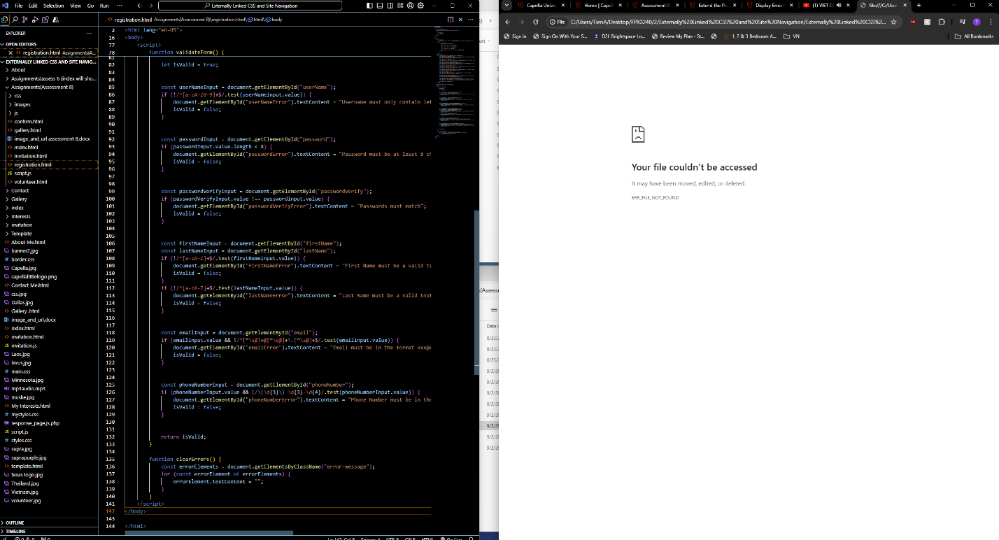 File Edit Selection View Go Run ...
Externally Linked CSS and Site Navigation
EXPLORER
OPEN EDITORS
registration.html Assignments(A...
EXTERNALLY LINKED CSS AND SITE NAVIG...
About
Assignments(assess 6 (index will sho...
Assignments(Assessment 8)
css
images
js
confirm.html
gallery.html
image_and_url assessment 8.docx
index.html
invitation.html
registration.html
script.js
volunteer.html
Contact
Gallery
index
Interests
invitation
Template
About Me.html
banner2.jpg
border.css
Capella.jpg
capellalittlelogo.png
Contact Me.html
css.jpg
Dallas.jpg
Gallery .html
image_and_url.docx
index.html
invitation.html
invitation.js
Laos.jpg
lexus.jpg
main.css
Minnesota.jpg
mp3audio.mp3
muske.jpg
My Interests.html
mystyles.css
response_page.js.php
script.js
styles.css
supra.jpg
suprapurple.jpg
template.html
texas logo.jpg
Thailand.jpg
Vietnam.jpg
volunteer.jpg
OUTLINE
TIMELINE
registration.html Assignments(Assessment 8)\registration.html\html\body
2 <html lang="en-US">
16 <body>
77 <script>
78 function validateForm() {
81
82 let isValid = true;
83
84
85 const userNameInput = document.getElementById("userName");
86 if (!/^[a-zA-Z0-9]+$/.test(userNameInput.value)) {
87 document.getElementById("userNameError").textContent = "Username must only contain let
88 isValid = false;
89 }
90
91
92 const passwordInput = document.getElementById("password");
93 if (passwordInput.value.length < 8) {
94 document.getElementById("passwordError").textContent = "Password must be at least 8 ch
95 isValid = false;
96 }
97
98
99 const passwordVerifyInput = document.getElementById("passwordVerify");
100 if (passwordVerifyInput.value !== passwordInput.value) {
101 document.getElementById("passwordVerifyError").textContent = "Passwords must match";
102 isValid = false;
103 }
104
105
106 const firstNameInput = document.getElementById("firstName");
107 const lastNameInput = document.getElementById("lastName");
108 if (!/^[a-zA-Z]+$/.test(firstNameInput.value)) {
109 document.getElementById("firstNameError").textContent = "First Name must be a valid te
110 isValid = false;
111 }
112 if (!/^[a-zA-Z]+$/.test(lastNameInput.value)) {
113 document.getElementById("lastNameError").textContent = "Last Name must be a valid text
114 isValid = false;
115 }
116
117
118 const emailInput = document.getElementById("email");
119 if (emailInput.value && !/^[^\s@]+@[^\s@]+\.[^\s@]+$/.test(emailInput.value)) {
120 document.getElementById("emailError").textContent = "Email must be in the format xxx@
121 isValid = false;
122 }
123
124
125 const phoneNumberInput = document.getElementById("phoneNumber");
126 if (phoneNumberInput.value && !/\(\d{3}\) \d{3}-\d{4}/.test(phoneNumberInput.value)) {
127 document.getElementById("phoneNumberError").textContent = "Phone Number must be in the
128 isValid = false;
129 }
130
131
132 return isValid;
133 }
134
135 function clearErrors() {
136 const errorElements = document.getElementsByClassName("error-message");
137 for (const errorElement of errorElements) {
138 errorElement.textContent = "";
139 }
140 }
141 </script>
142 </body>
143
144 </html>
Capella Unive
Home | Capell
Assessment 9
Extend the Pro
Display Error M
(1) VIET D
file:///C:/Users
File C:/Users/TienA/Desktop/FPX3240/2/Externally%20Linked%20CSS%20and%20Site%20Navigation/Externally%20Linked%20CSS%2...
T
Sign in
Sign On With Your S...
D2L Brightspace Lo...
Review My Plan - St...
1, 2 & 3 Bedroom A...
VN
All Bookmarks
Your file couldn't be accessed
It may have been moved, edited, or deleted.
ERR_FILE_NOT_FOUND